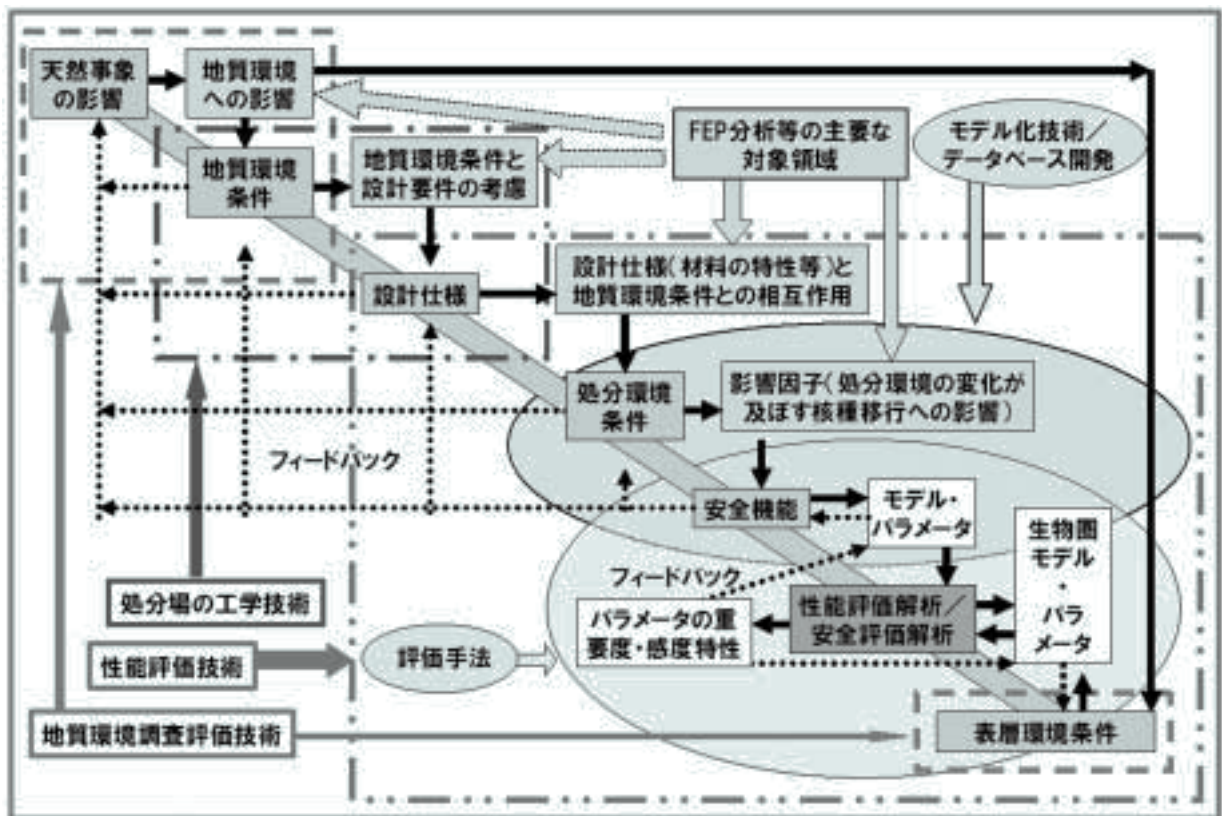 天然事象
の影響
地質環境
への影響
FEP分析等の主要な
対象領域
モデル化技術／
データベース開発
地質環境
条件
地質環境条件と
設計要件の考慮
設計仕様
設計仕様（材料の特性等）と
地質環境条件との相互作用
処分環境
条件
影響因子（処分環境の変化が
及ぼす核種移行への影響）
フィードバック
安全機能
モデル・
パラメータ
生物圏
モデル
・
パラ
メータ
フィードバック
処分場の工学技術
パラメータの重
要度・感度特性
性能評価解析／
安全評価解析
性能評価技術
評価手法
地質環境調査評価技術
表層環境条件